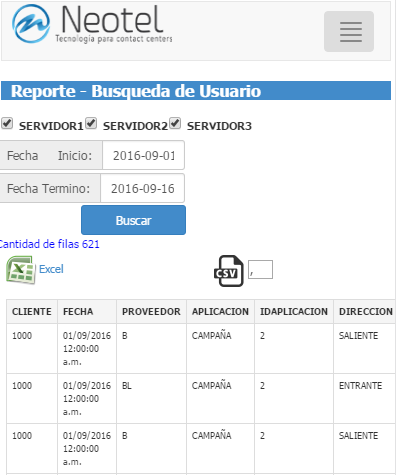 Neotel
Tecnología para contact centers
Reporte - Busqueda de Usuario
SERVIDOR1 SERVIDOR2 SERVIDOR3
Fecha Inicio: 2016-09-01
Fecha Termino: 2016-09-16
Buscar
Cantidad de filas 621
Excel CSV ,
CLIENTE FECHA PROVEEDOR APLICACION IDAPLICACION DIRECCION
1000 01/09/2016 B CAMPAÑA 2 SALIENTE
12:00:00
a.m.
1000 01/09/2016 BL CAMPAÑA 2 ENTRANTE
12:00:00
a.m.
1000 01/09/2016 B CAMPAÑA 2 SALIENTE
12:00:00
a.m.